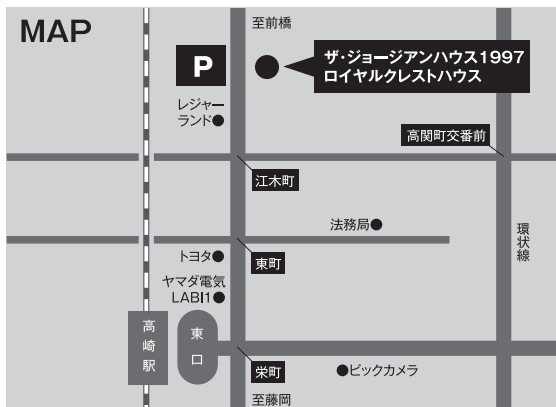 MAP
至前橋
P
ザ・ジョージアンハウス1997
ロイヤルクレストハウス
レジャー
ランド
高関町交番前
江木町
法務局
環状線
トヨタ
東町
ヤマダ電気
LABI1
高崎駅
東口
栄町
ビックカメラ
至藤岡